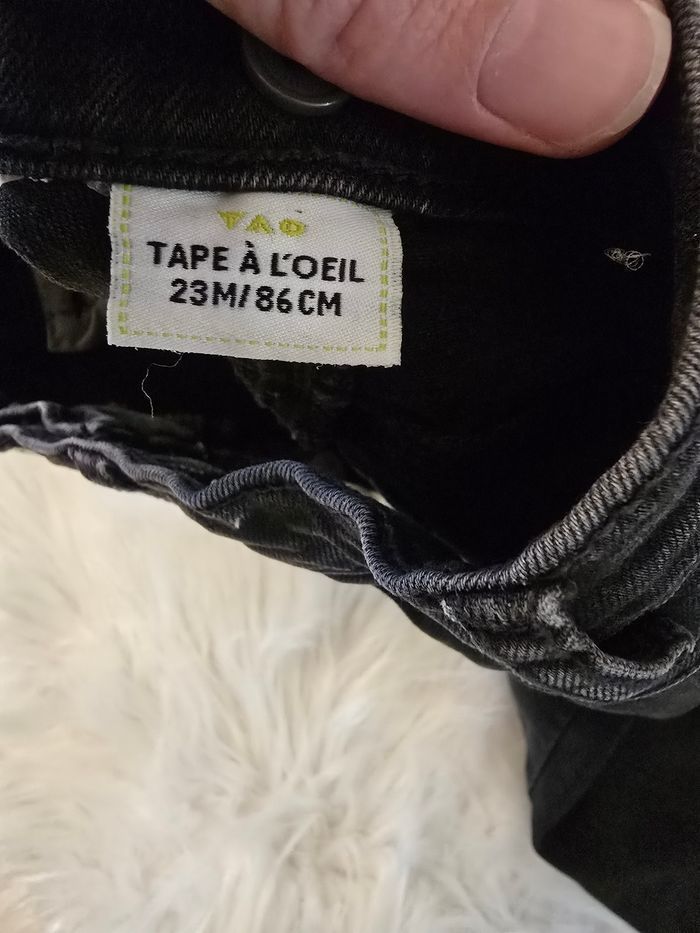 TAO
TAPE À L'OEIL
23M/86CM